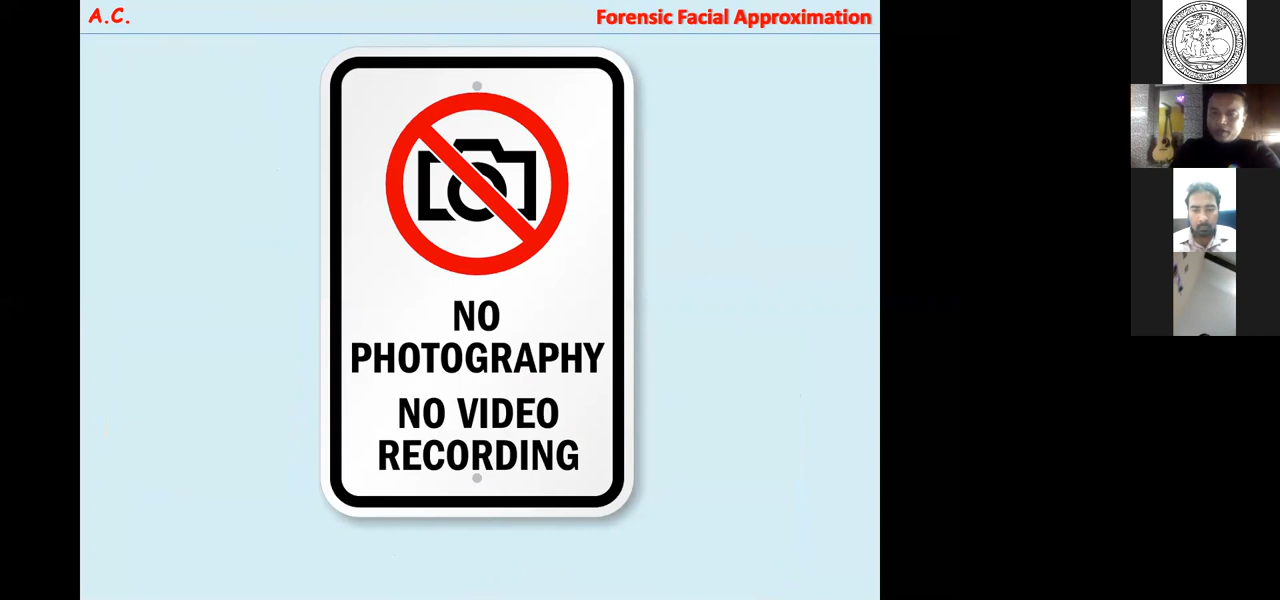 A.C.
Forensic Facial Approximation
NO
PHOTOGRAPHY
NO VIDEO
RECORDING